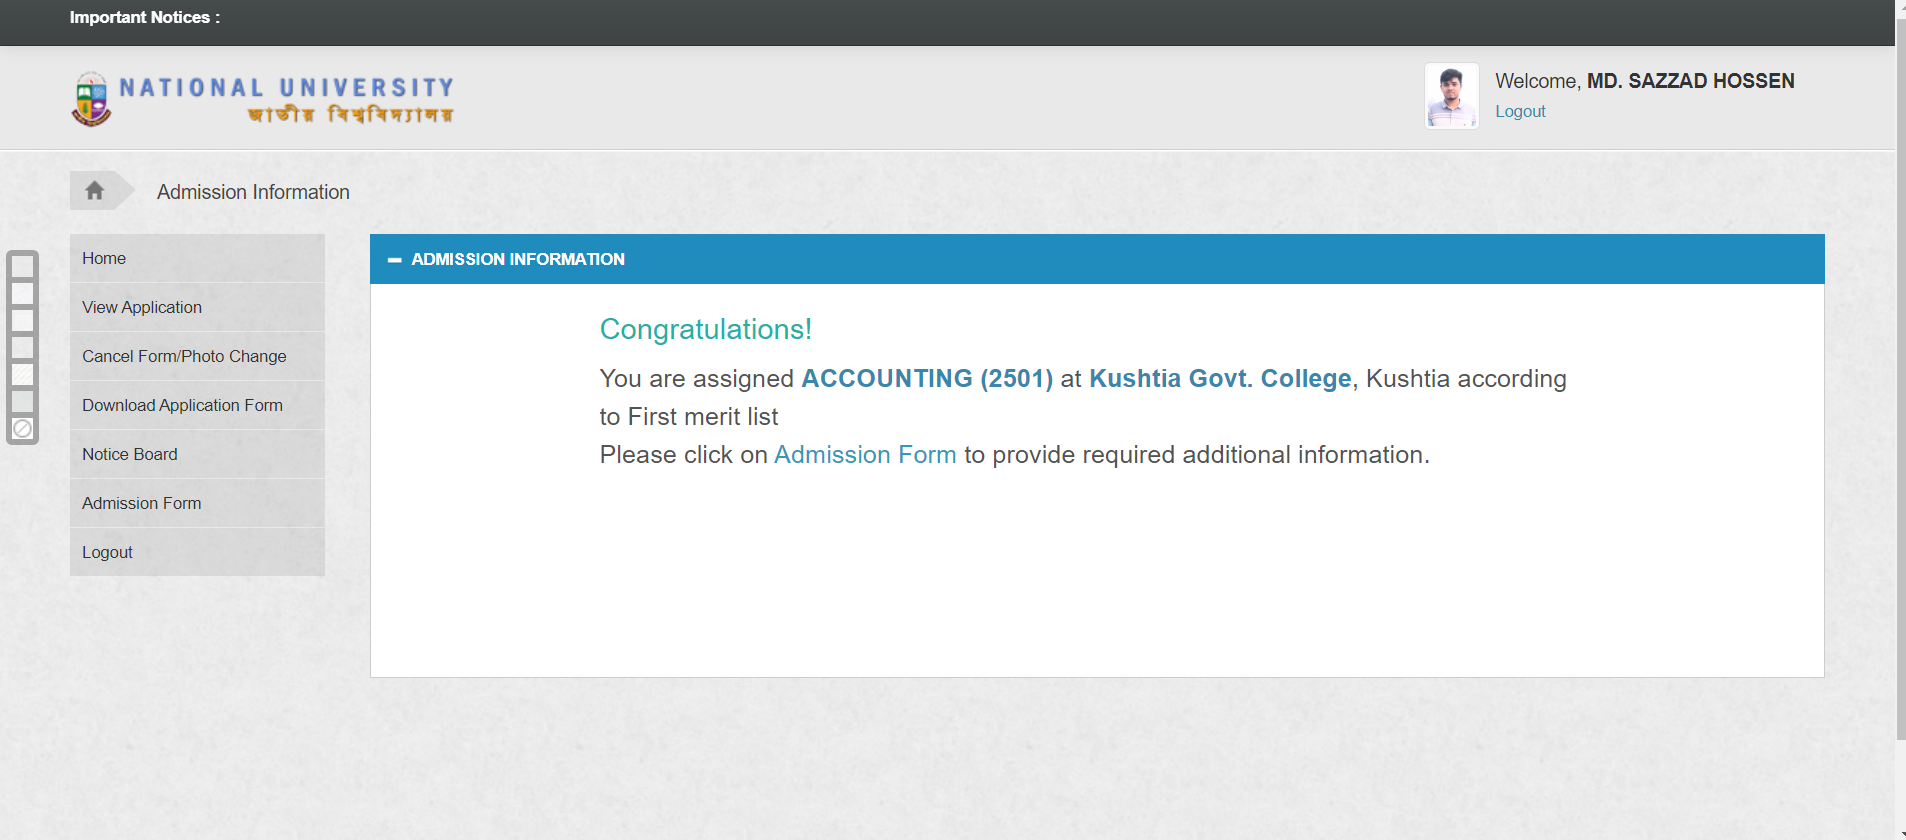 Important Notices :
NATIONAL UNIVERSITY
জাতীয় বিশ্ববিদ্যালয়
Welcome, MD. SAZZAD HOSSEN
Logout
Admission Information
Home
View Application
Cancel Form/Photo Change
Download Application Form
Notice Board
Admission Form
Logout
ADMISSION INFORMATION
Congratulations!
You are assigned ACCOUNTING (2501) at Kushtia Govt. College, Kushtia according
to First merit list
Please click on Admission Form to provide required additional information.